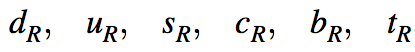 d_R, u_R, s_R, c_R, b_R, t_R